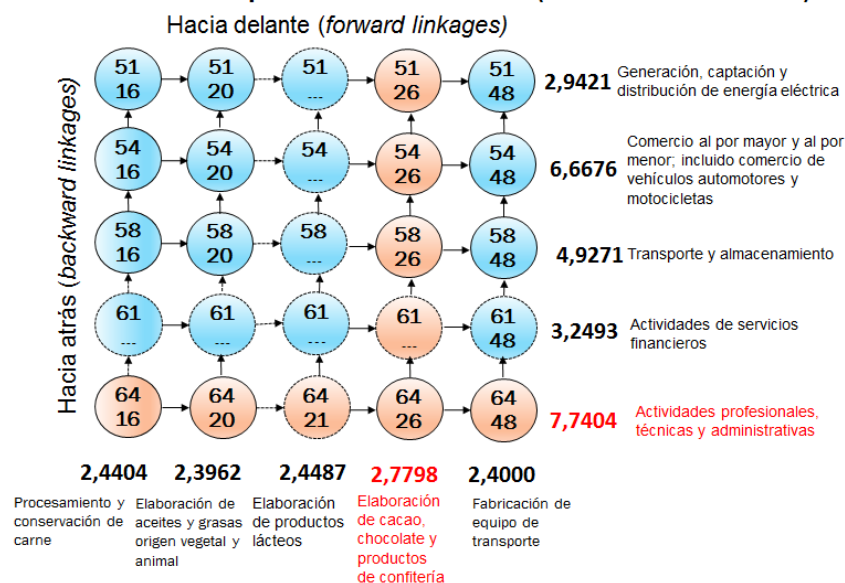 Hacia delante (forward linkages)
Hacia atrás (backward linkages)
51
16
51
20
51
...
51
26
51
48
2,9421
Generación, captación y
distribución de energía eléctrica
54
16
54
20
54
...
54
26
54
48
6,6676
Comercio al por mayor y al por
menor; incluido comercio de
vehículos automotores y
motocicletas
58
16
58
20
58
...
58
26
58
48
4,9271
Transporte y almacenamiento
61
...
61
...
61
...
61
...
61
48
3,2493
Actividades de servicios
financieros
64
16
64
20
64
21
64
26
64
48
7,7404
Actividades profesionales,
técnicas y administrativas
2,4404
2,3962
2,4487
2,7798
2,4000
Procesamiento y
conservación de
carne
Elaboración de
aceites y grasas
origen vegetal y
animal
Elaboración
de productos
lácteos
Elaboración
de cacao,
chocolate y
productos
de confitería
Fabricación de
equipo de
transporte